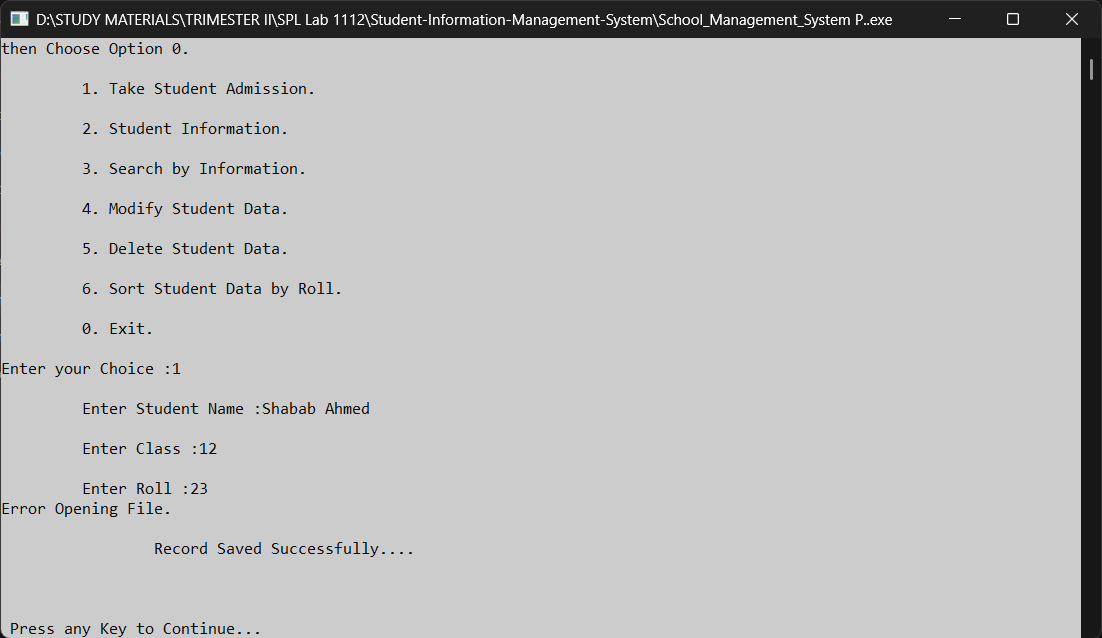 D:\STUDY MATERIALS\TRIMESTER II\SPL Lab 1112\Student-Information-Management-System\School_Management_System P..exe
then Choose Option 0.
1. Take Student Admission.
2. Student Information.
3. Search by Information.
4. Modify Student Data.
5. Delete Student Data.
6. Sort Student Data by Roll.
0. Exit.
Enter your Choice :1
Enter Student Name :Shabab Ahmed
Enter Class :12
Enter Roll :23
Error Opening File.
Record Saved Successfully....
Press any Key to Continue...